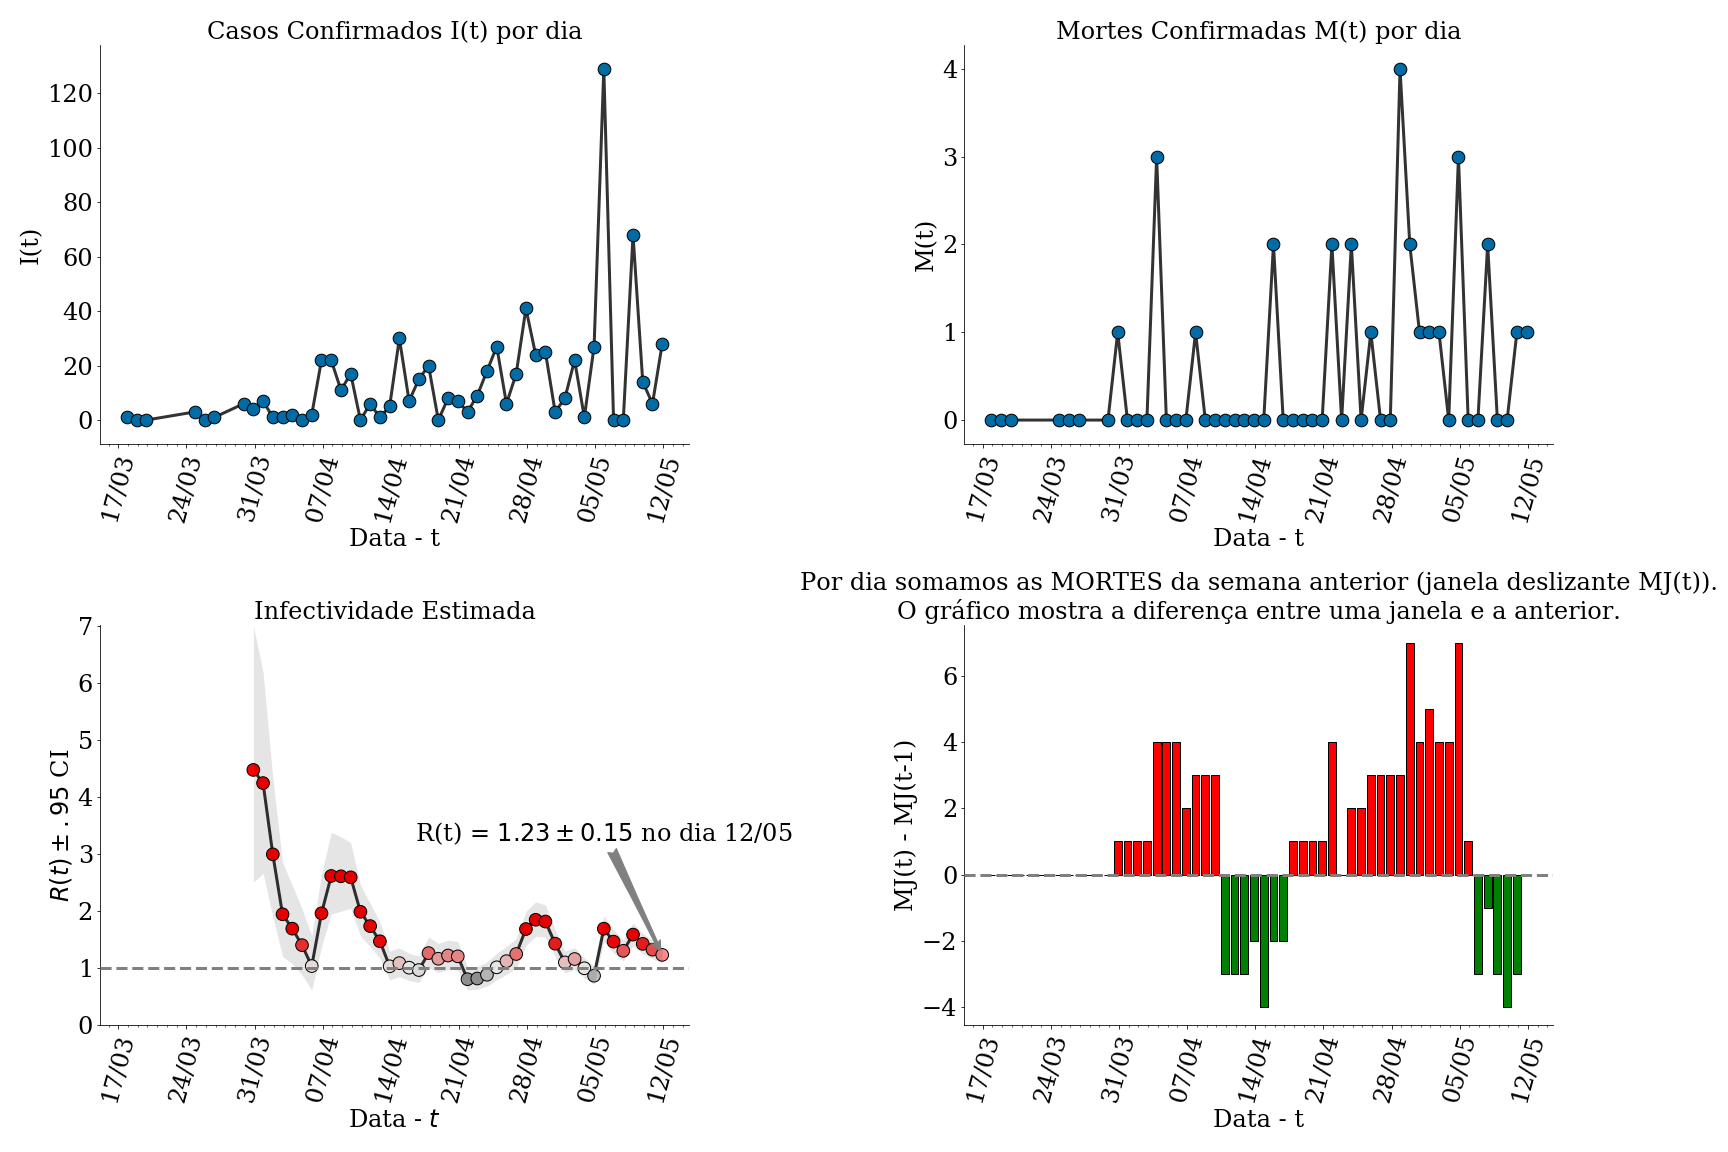 Casos Confirmados I(t) por dia
I(t)
120
100
80
60
40
20
0
17/03 24/03 31/03 07/04 14/04 21/04 28/04 05/05 12/05
Data - t
Mortes Confirmadas M(t) por dia
M(t)
4
3
2
1
0
17/03 24/03 31/03 07/04 14/04 21/04 28/04 05/05 12/05
Data - t
Infectividade Estimada
R(t) ± .95 CI
7
6
5
4
3
2
1
0
R(t) = 1.23 ± 0.15 no dia 12/05
17/03 24/03 31/03 07/04 14/04 21/04 28/04 05/05 12/05
Data - t
Por dia somamos as MORTES da semana anterior (janela deslizante MJ(t)).
O gráfico mostra a diferença entre uma janela e a anterior.
MJ(t) - MJ(t-1)
6
4
2
0
−2
−4
17/03 24/03 31/03 07/04 14/04 21/04 28/04 05/05 12/05
Data - t